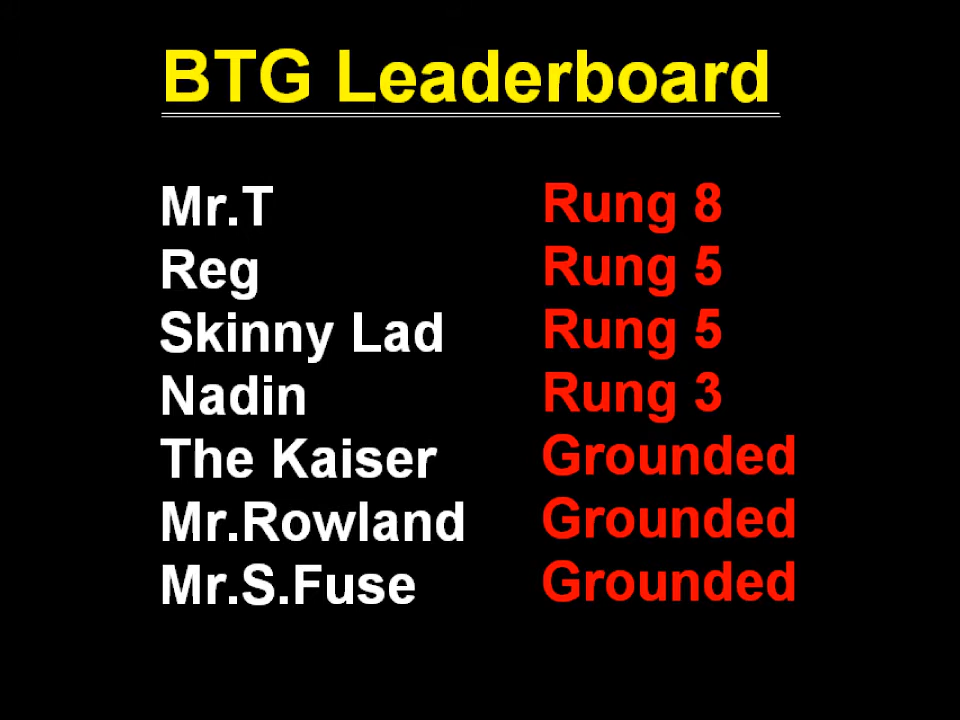 BTG Leaderboard
Mr.T Rung 8
Reg Rung 5
Skinny Lad Rung 5
Nadin Rung 3
The Kaiser Grounded
Mr.Rowland Grounded
Mr.S.Fuse Grounded